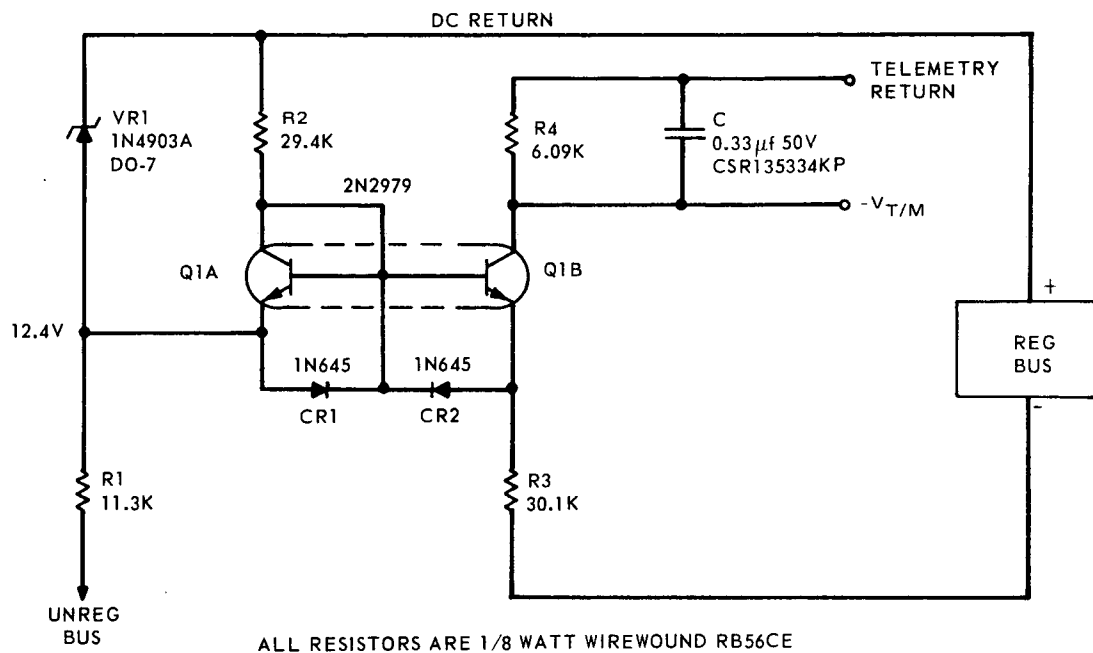 DC RETURN
TELEMETRY
RETURN
VR1
1N4903A
DO-7
R2
29.4K
R4
6.09K
C
0.33μf 50V
CSR135334KP
2N2979
-VT/M
Q1A
Q1B
12.4V
+
REG
BUS
-
1N645
1N645
CR1
CR2
R1
11.3K
R3
30.1K
UNREG
BUS
ALL RESISTORS ARE 1/8 WATT WIREWOUND RB56CE